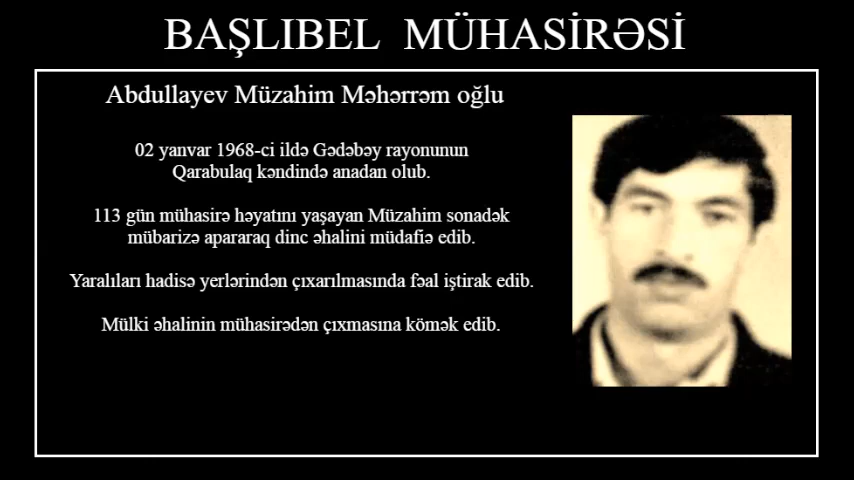 BAŞLIBEL MÜHASİRƏSİ
Abdullayev Müzahim Məhərrəm oğlu
02 yanvar 1968-ci ildə Gədəbəy rayonunun
Qarabulaq kəndində anadan olub.
113 gün mühasirə həyatını yaşayan Müzahim sonadək
mübarizə apararaq dinc əhalini müdafiə edib.
Yaralıları hadisə yerlərindən çıxarılmasında fəal iştirak edib.
Mülki əhalinin mühasirədən çıxmasına kömək edib.